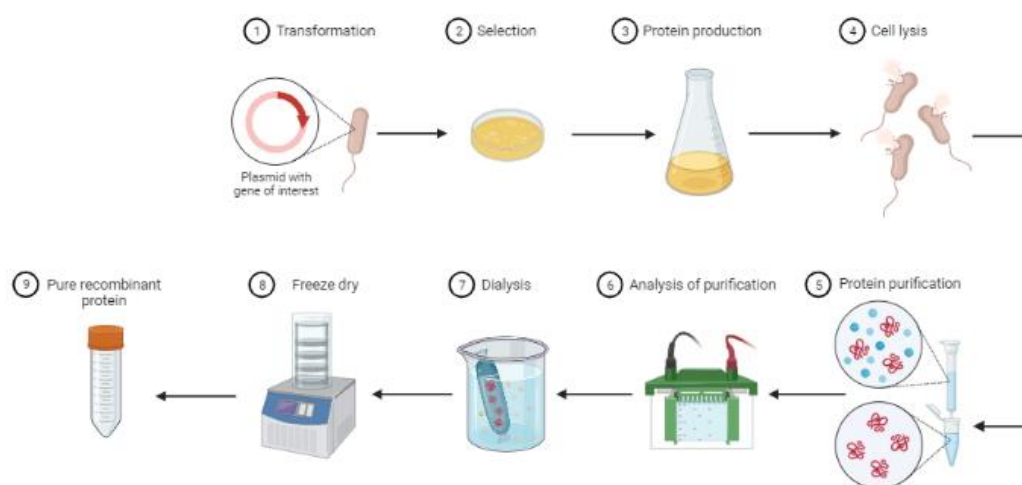 1 Transformation
2 Selection
3 Protein production
4 Cell lysis
Plasmid with
gene of interest
5 Protein purification
6 Analysis of purification
7 Dialysis
8 Freeze dry
9 Pure recombinant
protein